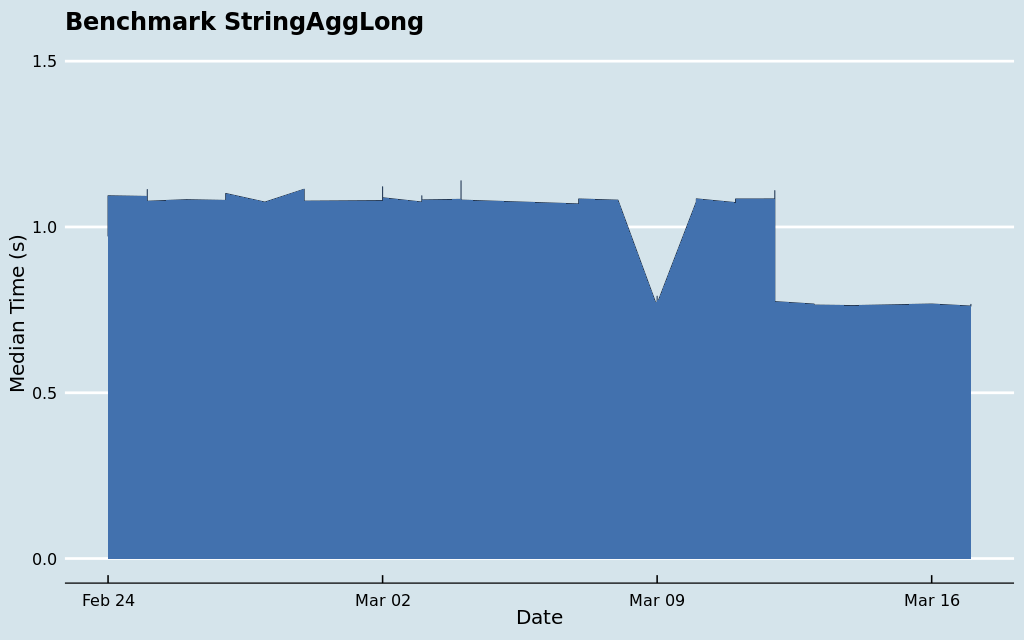 Benchmark StringAggLong
1.5
1.0
0.5
0.0
Median Time (s)
Feb 24
Mar 02
Mar 09
Mar 16
Date